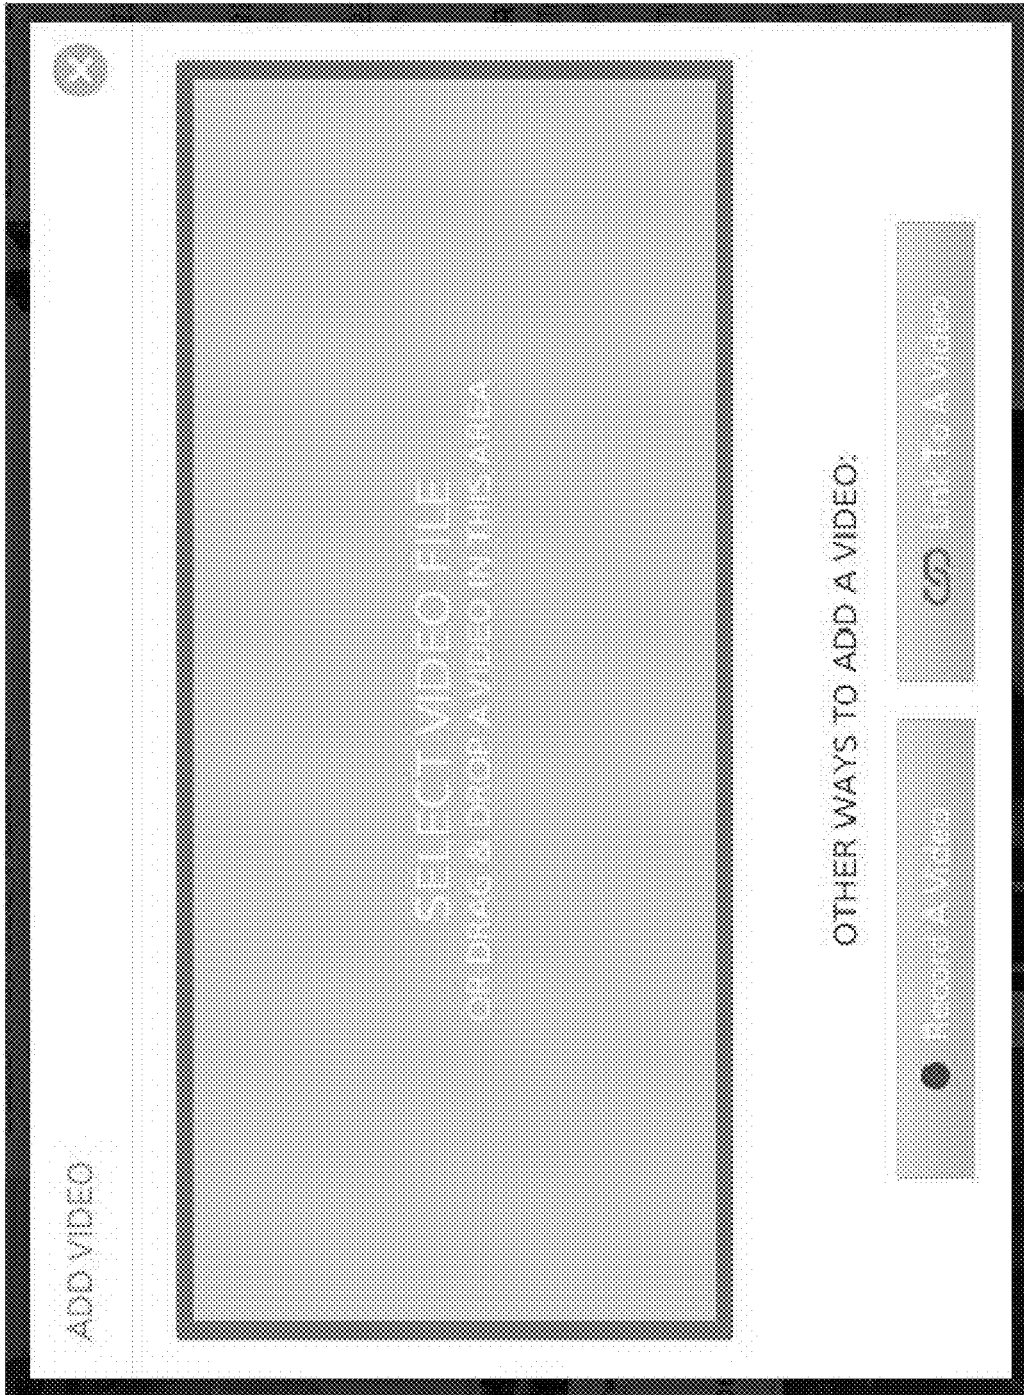 ADD VIDEO
SELECT VIDEO FILE
OR DRAG & DROP A VIDEO IN THIS AREA
OTHER WAYS TO ADD A VIDEO:
Record A Video
Link To A Video